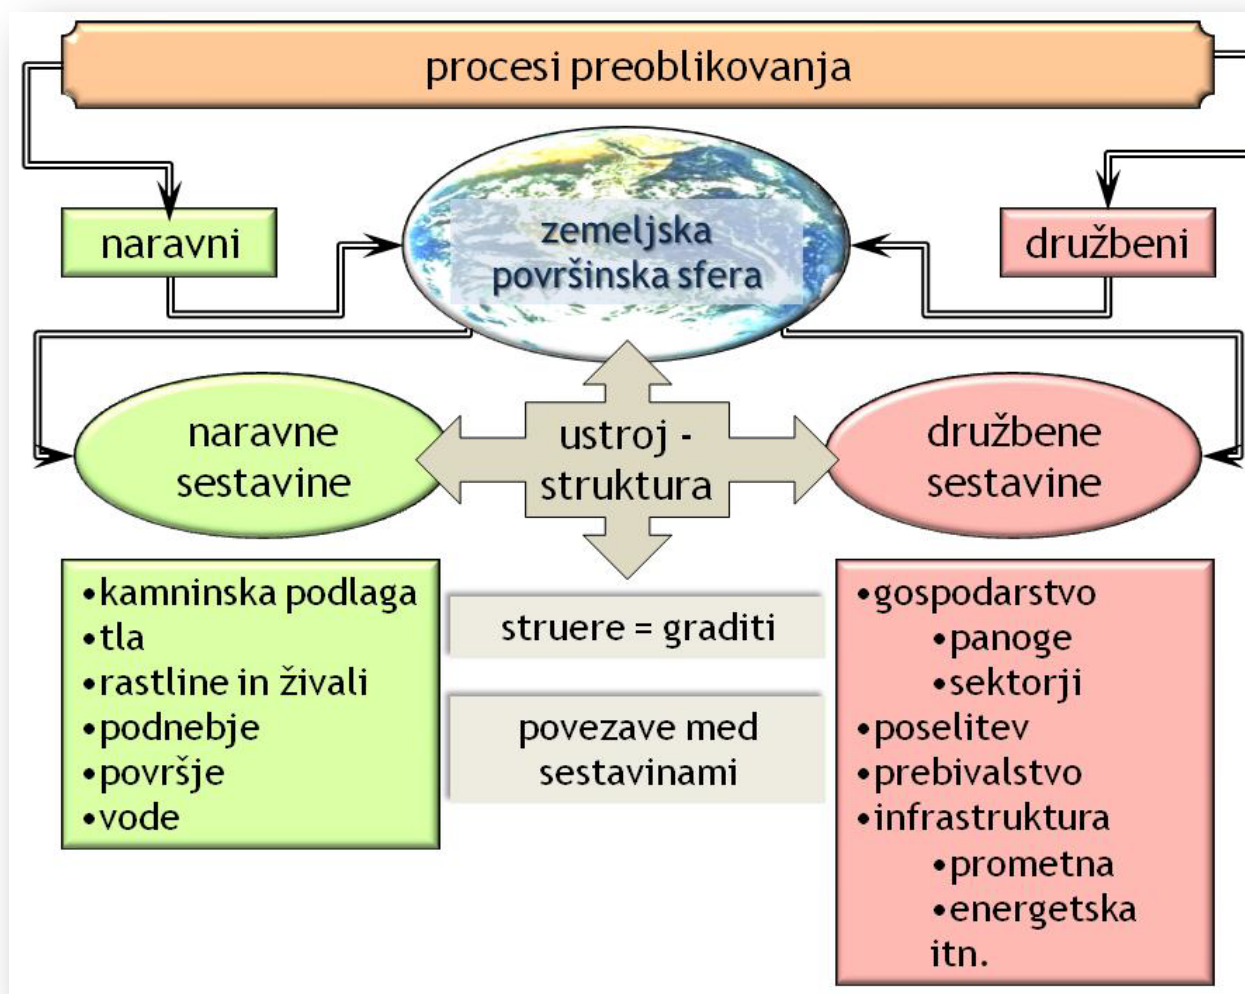 procesi preoblikovanja
naravni
zemeljska
površinska sfera
družbeni
naravne
sestavine
ustroj -
struktura
družbene
sestavine
•kamninska podlaga
•tla
•rastline in živali
•podnebje
•površje
•vode
struere = graditi
povezave med
sestavinami
•gospodarstvo
•panoge
•sektorji
•poselitev
•prebivalstvo
•infrastruktura
•prometna
•energetska
itn.